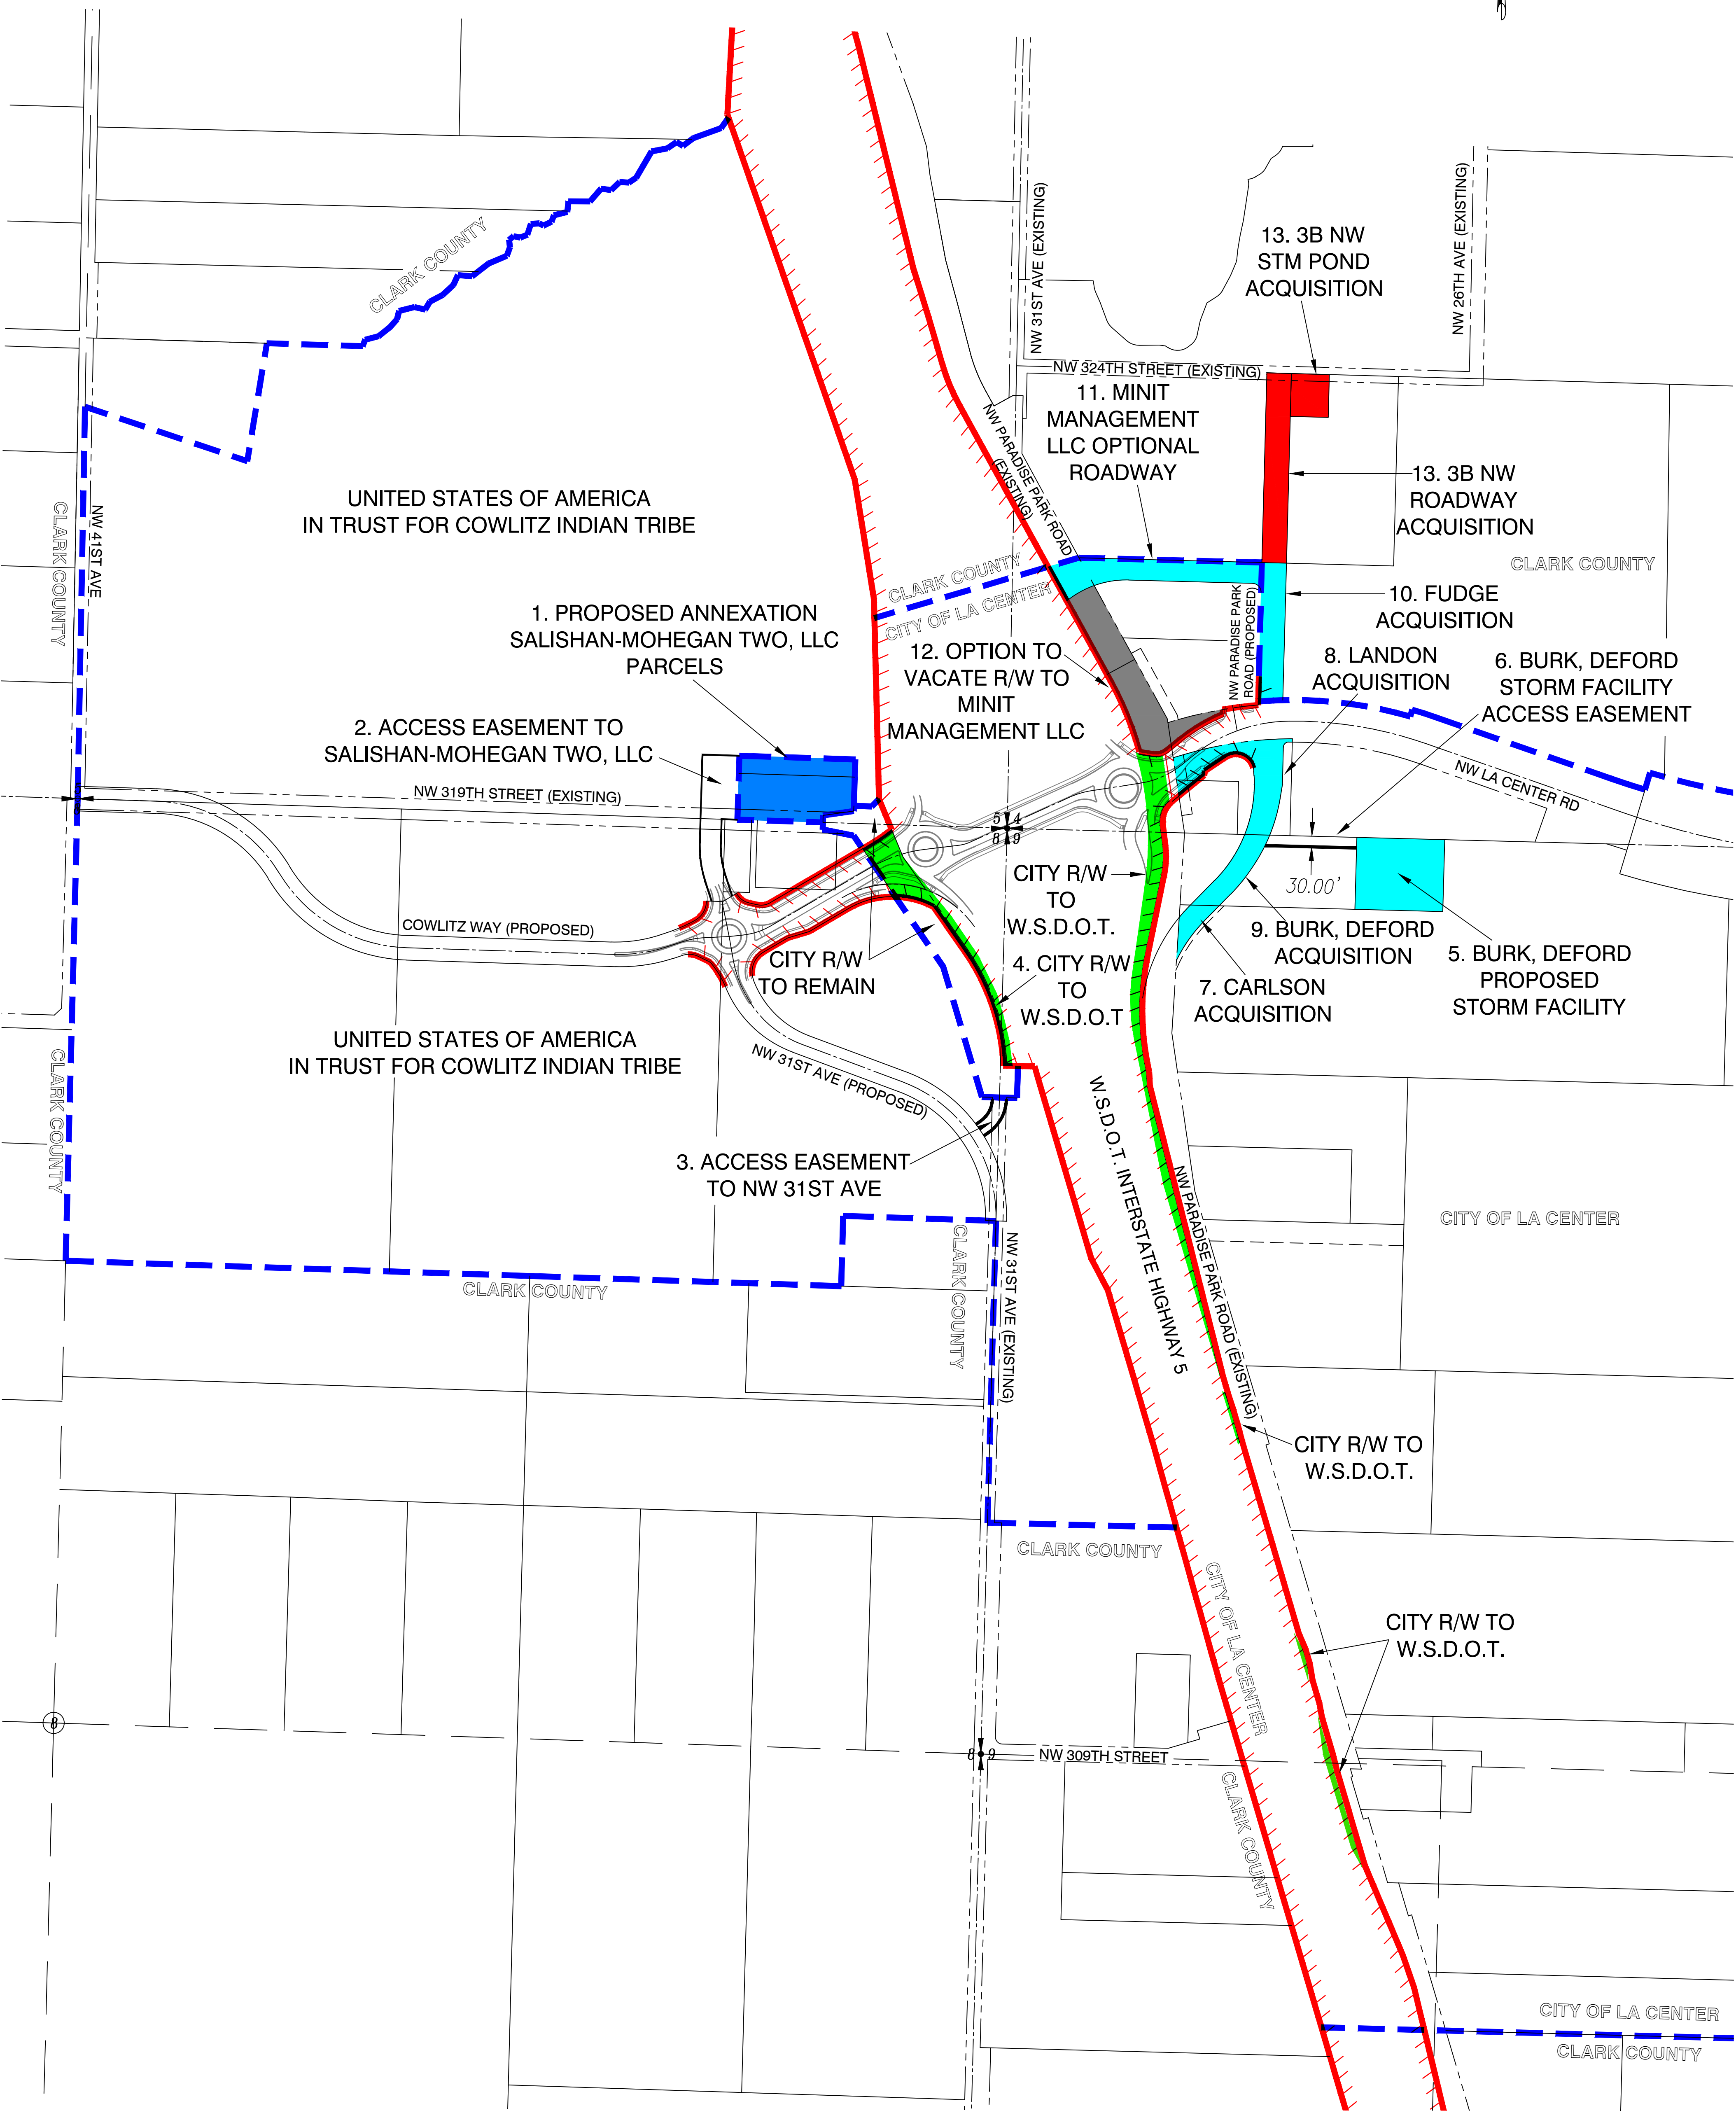 NW 31ST AVE (EXISTING)
NW 26TH AVE (EXISTING)
CLARK COUNTY
13. 3B NW
STM POND
ACQUISITION
NW 324TH STREET (EXISTING)
11. MINIT
MANAGEMENT
LLC OPTIONAL
ROADWAY
NW PARADISE PARK ROAD
(EXISTING)
13. 3B NW
ROADWAY
ACQUISITION
UNITED STATES OF AMERICA
IN TRUST FOR COWLITZ INDIAN TRIBE
NW 41ST AVE
CLARK COUNTY
CLARK COUNTY
CLARK COUNTY
CITY OF LA CENTER
10. FUDGE
ACQUISITION
NW PARADISE PARK
ROAD (PROPOSED)
1. PROPOSED ANNEXATION
SALISHAN-MOHEGAN TWO, LLC
PARCELS
12. OPTION TO
VACATE R/W TO
MINIT
MANAGEMENT LLC
8. LANDON
ACQUISITION
6. BURK, DEFORD
STORM FACILITY
ACCESS EASEMENT
2. ACCESS EASEMENT TO
SALISHAN-MOHEGAN TWO, LLC
NW 319TH STREET (EXISTING)
NW LA CENTER RD
5 4
8 9
30.00'
CITY R/W
TO
W.S.D.O.T.
COWLITZ WAY (PROPOSED)
CITY R/W
TO REMAIN
4. CITY R/W
TO
W.S.D.O.T
9. BURK, DEFORD
ACQUISITION
7. CARLSON
ACQUISITION
5. BURK, DEFORD
PROPOSED
STORM FACILITY
UNITED STATES OF AMERICA
IN TRUST FOR COWLITZ INDIAN TRIBE
CLARK COUNTY
NW 31ST AVE (PROPOSED)
3. ACCESS EASEMENT
TO NW 31ST AVE
W.S.D.O.T. INTERSTATE HIGHWAY 5
NW PARADISE PARK ROAD (EXISTING)
CITY OF LA CENTER
CLARK COUNTY
CLARK COUNTY
NW 31ST AVE (EXISTING)
CITY R/W TO
W.S.D.O.T.
CLARK COUNTY
CITY OF LA CENTER
CITY R/W TO
W.S.D.O.T.
8
8 9
NW 309TH STREET
CLARK COUNTY
CITY OF LA CENTER
CLARK COUNTY